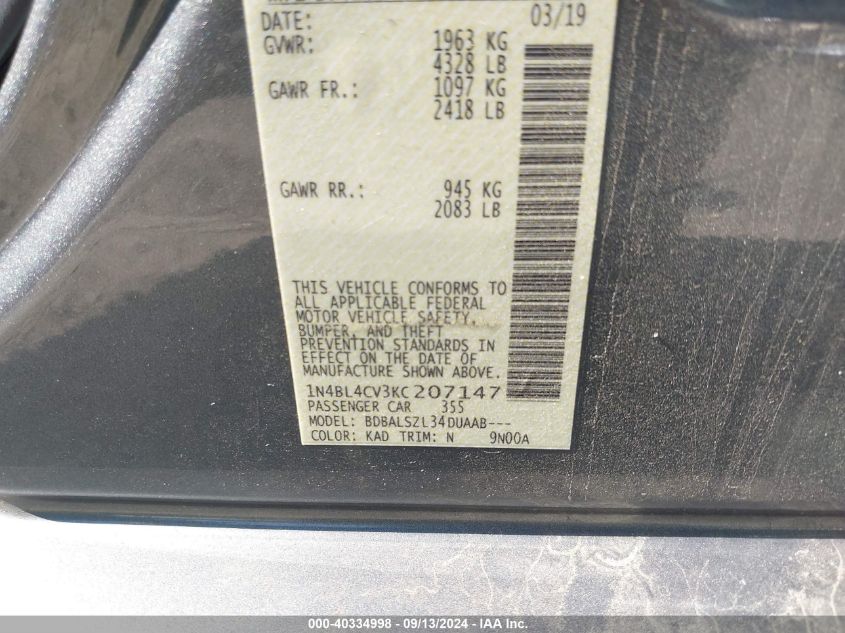 DATE: 03/19
GVWR: 1963 KG
4328 LB
GAWR FR.: 1097 KG
2418 LB
GAWR RR.: 945 KG
2083 LB
THIS VEHICLE CONFORMS TO
ALL APPLICABLE FEDERAL
MOTOR VEHICLE SAFETY,
BUMPER, AND THEFT
PREVENTION STANDARDS IN
EFFECT ON THE DATE OF
MANUFACTURE SHOWN ABOVE.
1N4BL4CV3KC207147
PASSENGER CAR 355
MODEL: BDBALSZL34DUAAB---
COLOR: KAD TRIM: N 9N00A
000-40334998 - 09/13/2024 - IAAI.com